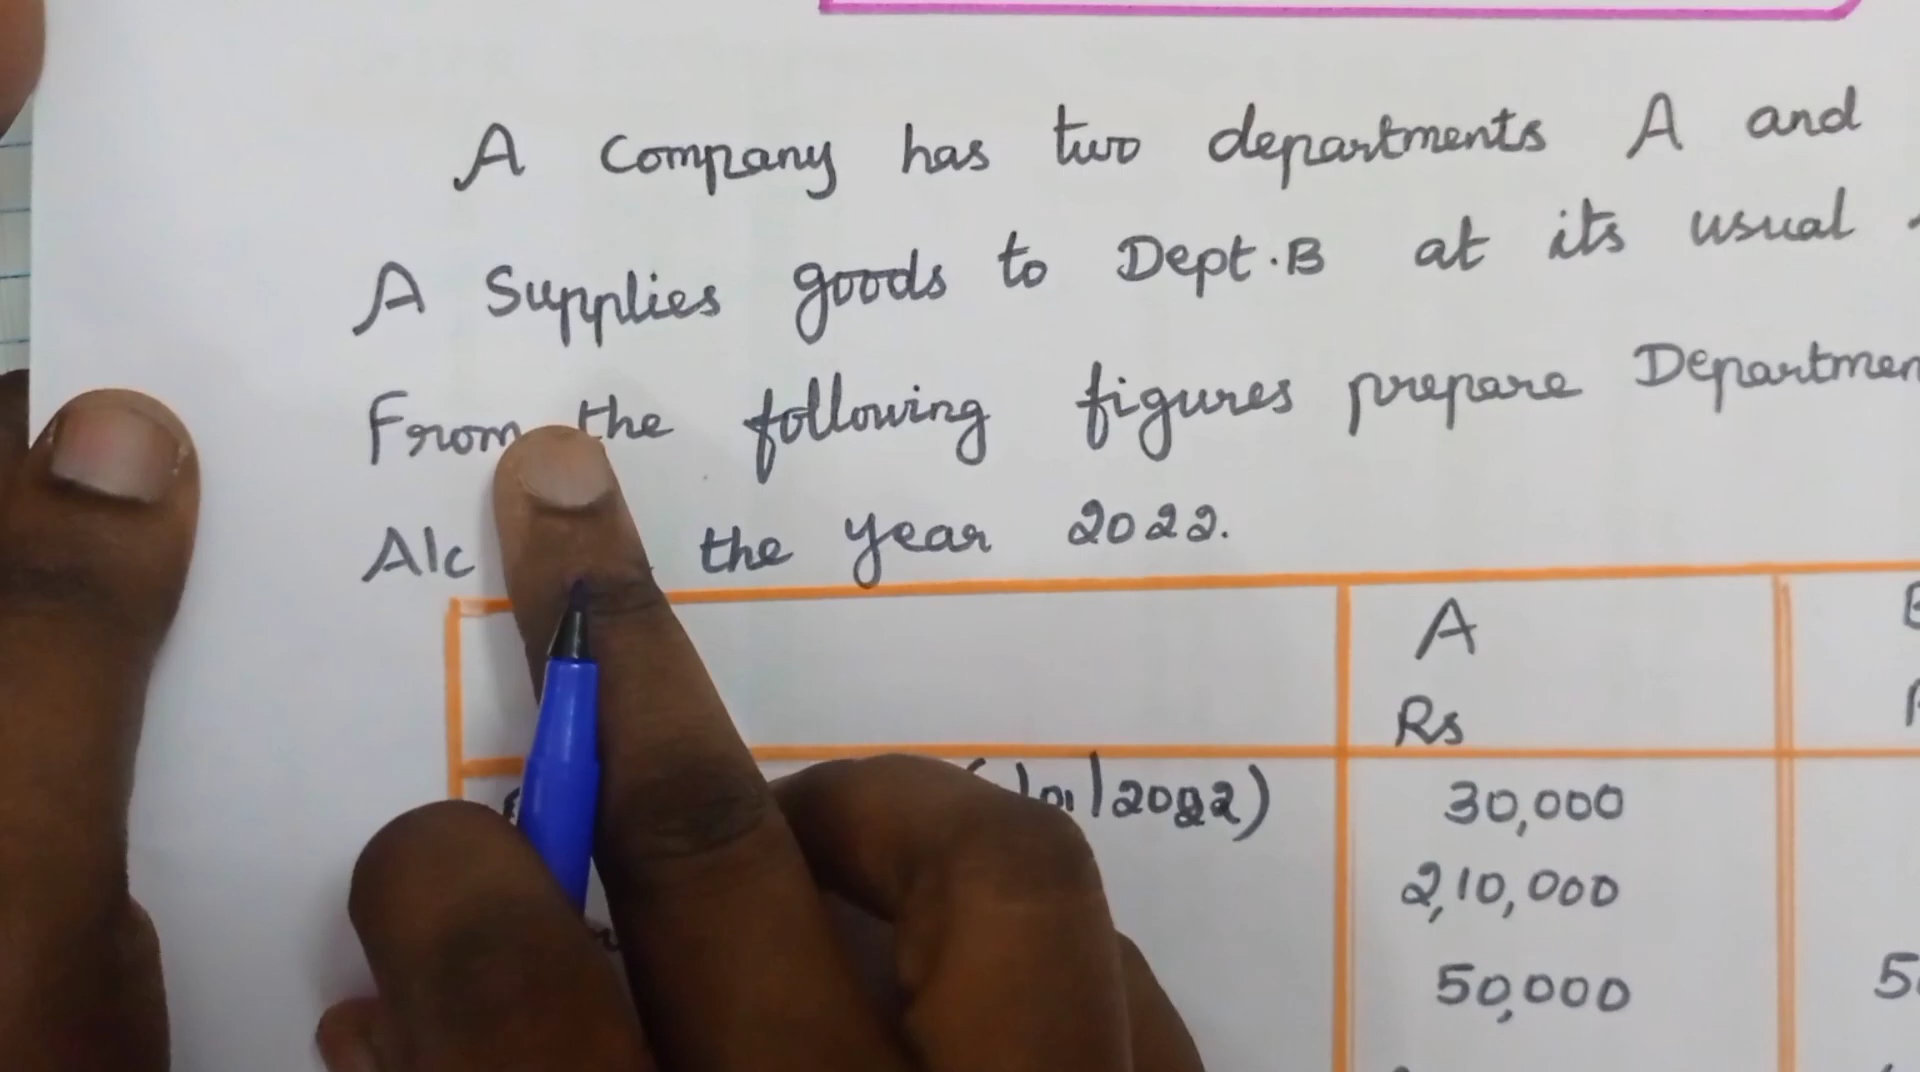 A Company has two departments A and
A Supplies goods to Dept.B at its usual
From the following figures prepare Departmen
A/c the year 2022.
A
Rs
/01/2022) 30,000
2,10,000
50,000